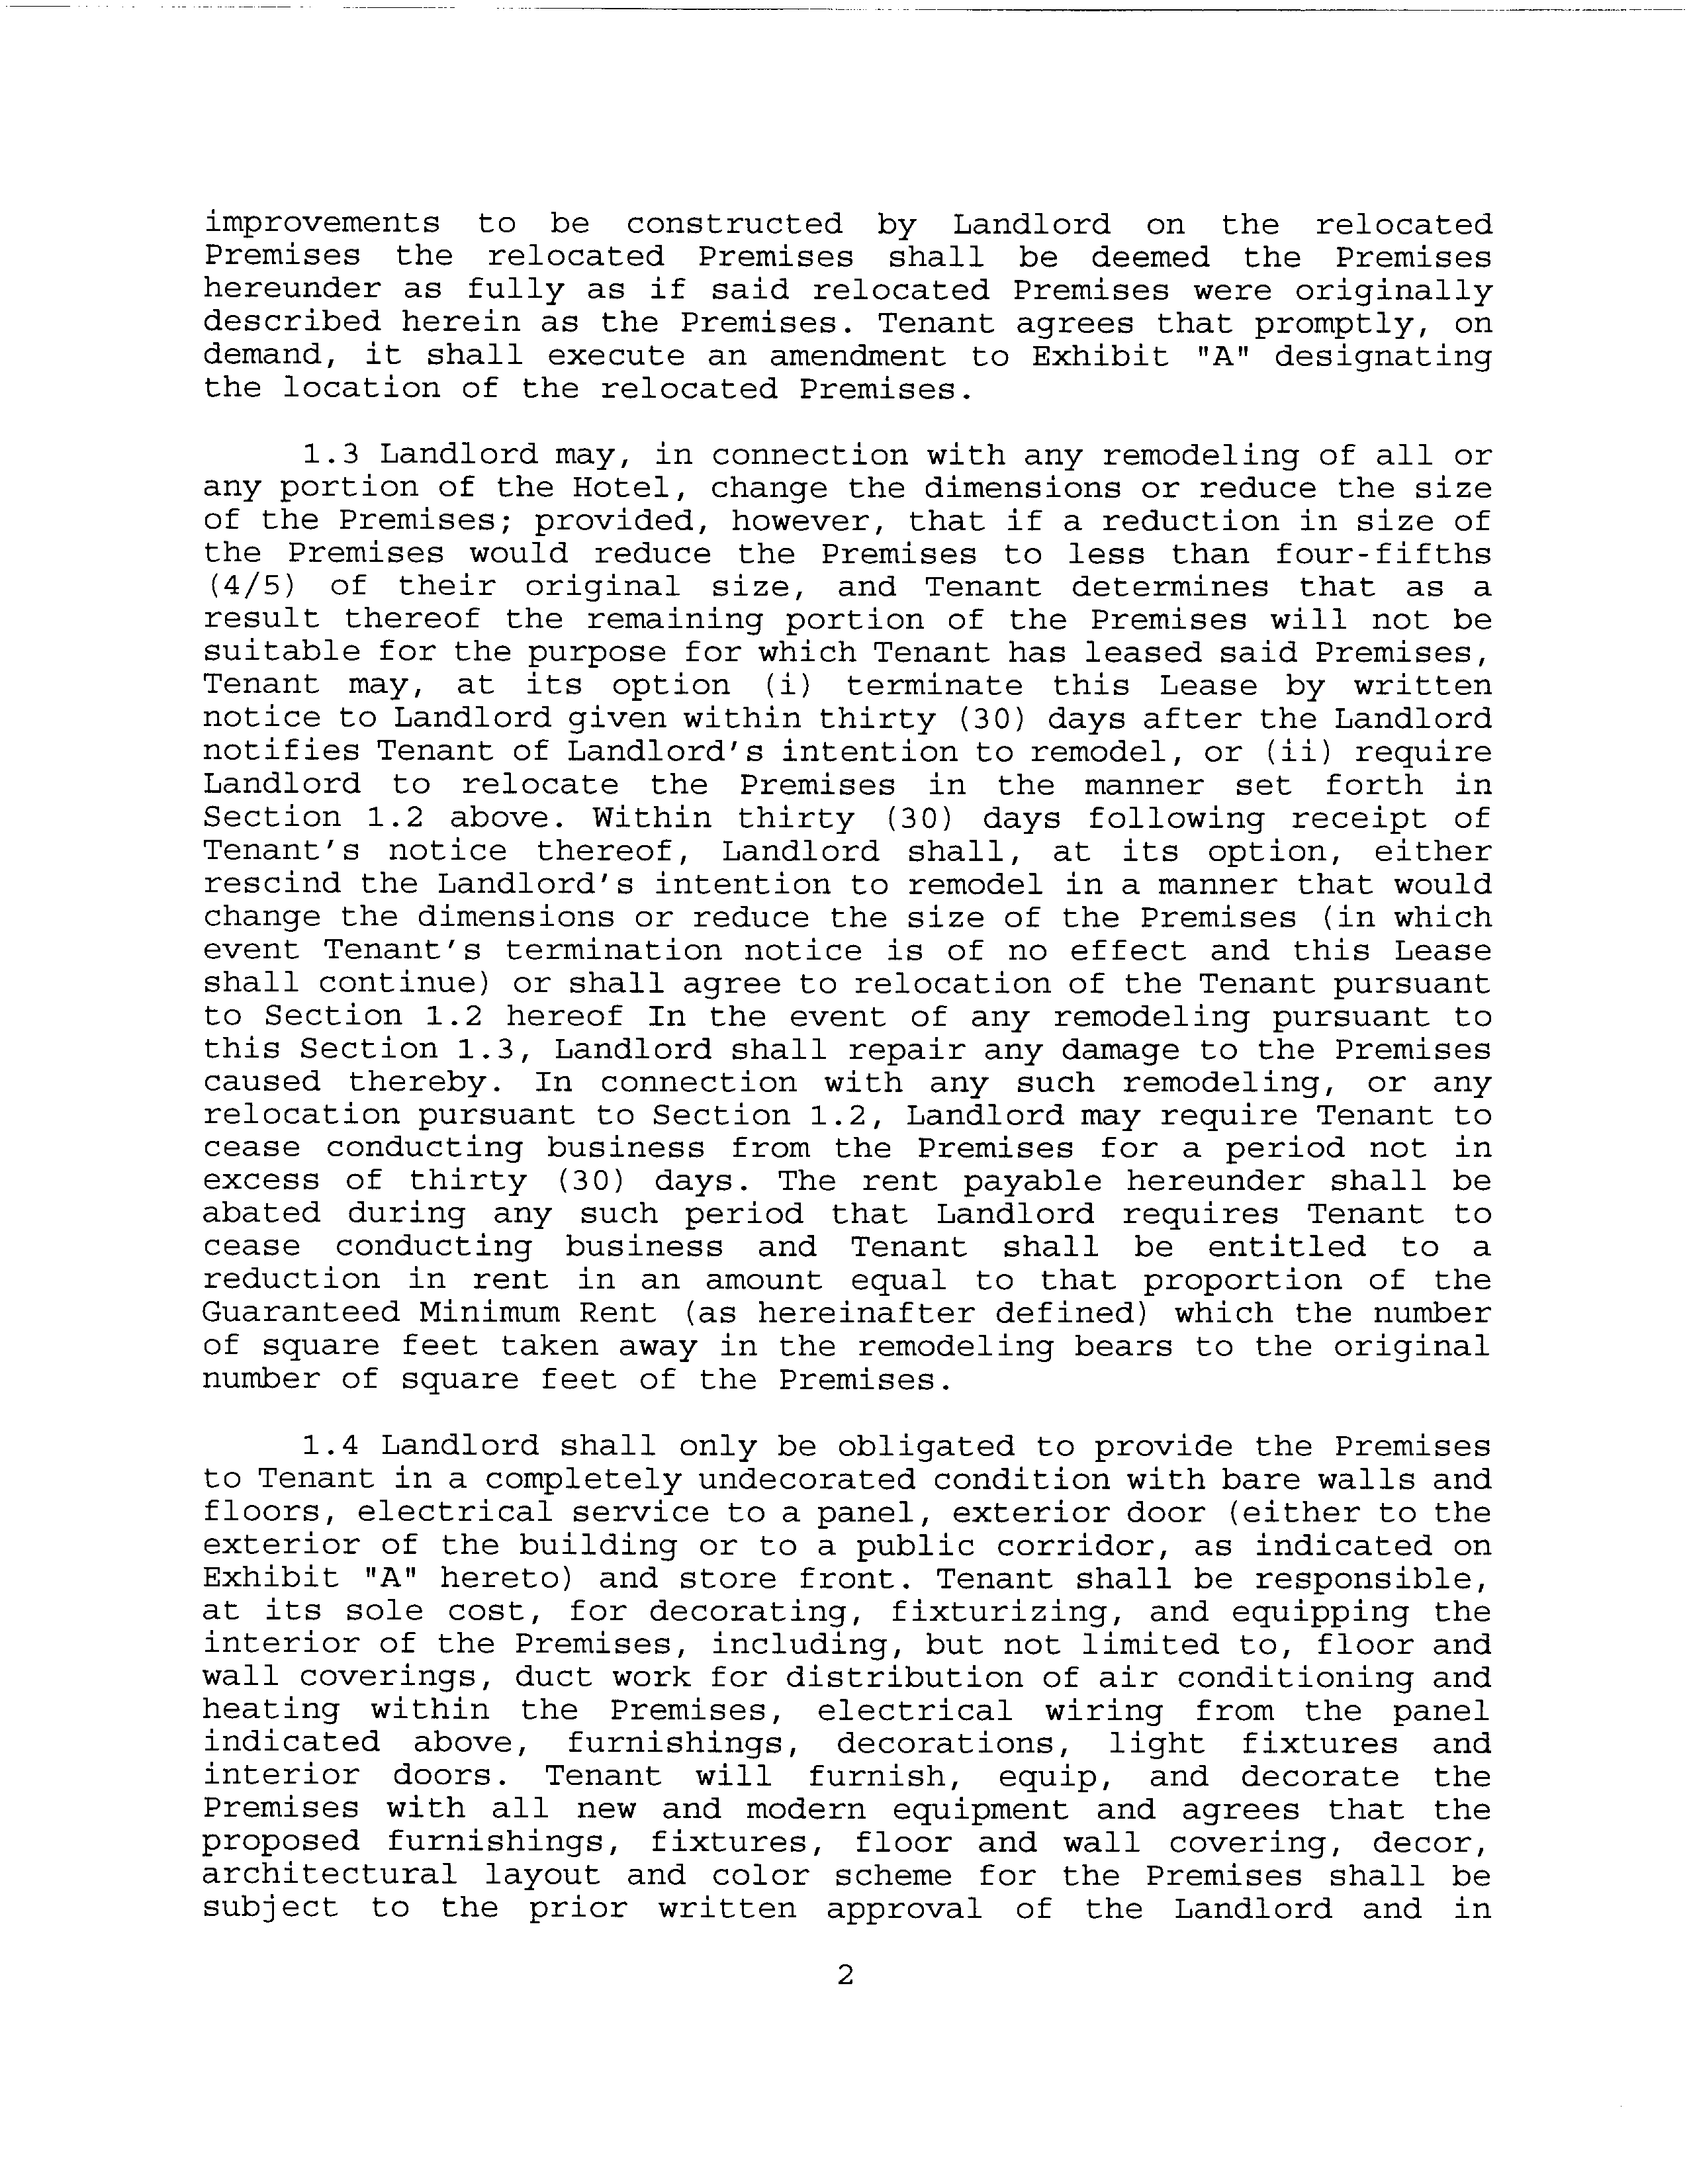 improvements to be constructed by Landlord on the relocated
Premises the relocated Premises shall be deemed the Premises
hereunder as fully as if said relocated Premises were originally
described herein as the Premises. Tenant agrees that promptly, on
demand, it shall execute an amendment to Exhibit "A" designating
the location of the relocated Premises.
1.3 Landlord may, in connection with any remodeling of all or
any portion of the Hotel, change the dimensions or reduce the size
of the Premises; provided, however, that if a reduction in size of
the Premises would reduce the Premises to less than four-fifths
(4/5) of their original size, and Tenant determines that as a
result thereof the remaining portion of the Premises will not be
suitable for the purpose for which Tenant has leased said Premises,
Tenant may, at its option (i) terminate this Lease by written
notice to Landlord given within thirty (30) days after the Landlord
notifies Tenant of Landlord's intention to remodel, or (ii) require
Landlord to relocate the Premises in the manner set forth in
Section 1.2 above. Within thirty (30) days following receipt of
Tenant's notice thereof, Landlord shall, at its option, either
rescind the Landlord's intention to remodel in a manner that would
change the dimensions or reduce the size of the Premises (in which
event Tenant's termination notice is of no effect and this Lease
shall continue) or shall agree to relocation of the Tenant pursuant
to Section 1.2 hereof In the event of any remodeling pursuant to
this Section 1.3, Landlord shall repair any damage to the Premises
caused thereby. In connection with any such remodeling, or any
relocation pursuant to Section 1.2, Landlord may require Tenant to
cease conducting business from the Premises for a period not in
excess of thirty (30) days. The rent payable hereunder shall be
abated during any such period that Landlord requires Tenant to
cease conducting business and Tenant shall be entitled to a
reduction in rent in an amount equal to that proportion of the
Guaranteed Minimum Rent (as hereinafter defined) which the number
of square feet taken away in the remodeling bears to the original
number of square feet of the Premises.
1.4 Landlord shall only be obligated to provide the Premises
to Tenant in a completely undecorated condition with bare walls and
floors, electrical service to a panel, exterior door (either to the
exterior of the building or to a public corridor, as indicated on
Exhibit "A" hereto) and store front. Tenant shall be responsible,
at its sole cost, for decorating, fixturizing, and equipping the
interior of the Premises, including, but not limited to, floor and
wall coverings, duct work for distribution of air conditioning and
heating within the Premises, electrical wiring from the panel
indicated above, furnishings, decorations, light fixtures and
interior doors. Tenant will furnish, equip, and decorate the
Premises with all new and modern equipment and agrees that the
proposed furnishings, fixtures, floor and wall covering, decor,
architectural layout and color scheme for the Premises shall be
subject to the prior written approval of the Landlord and in
2